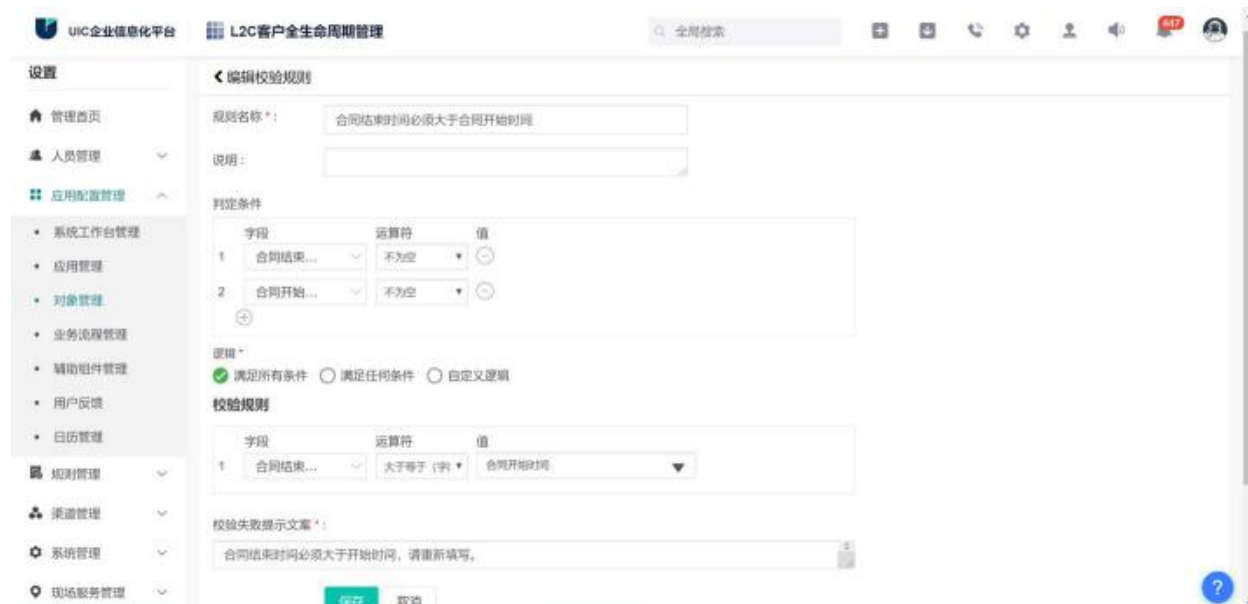 UIC企业信息化平台
L2C客户全生命周期管理
全局搜索
647
设置
编辑校验规则
管理首页
规则名称*：
合同结束时间必须大于合同开始时间
人员管理
说明：
应用配置管理
判定条件
系统工作台管理
字段 运算符 值
应用管理
1 合同结束... 不为空
对象管理
2 合同开始... 不为空
业务流程管理
逻辑*
辅助组件管理
满足所有条件 满足任何条件 自定义逻辑
用户反馈
校验规则
日历管理
字段 运算符 值
规则管理
1 合同结束... 大于等于（字 合同开始时间
渠道管理
校验失败提示文案*：
系统管理
合同结束时间必须大于开始时间，请重新填写。
现场服务管理
保存 取消
?